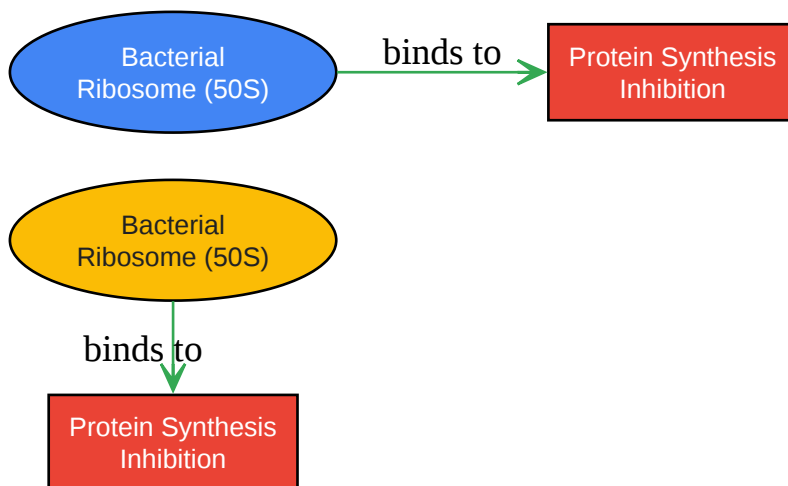 Bacterial
Ribosome (50S)
binds to
Protein Synthesis
Inhibition
Bacterial
Ribosome (50S)
binds to
Protein Synthesis
Inhibition